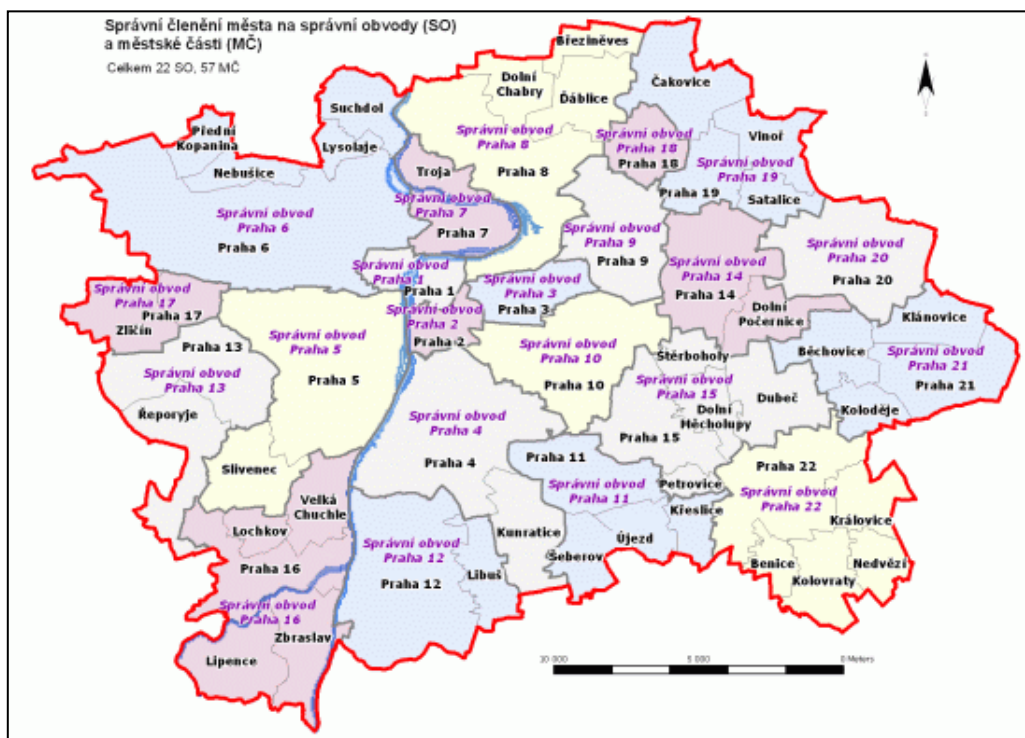 Správní členění města na správní obvody (SO)
a městské části (MČ)
Celkem 22 SO, 57 MČ
Březiněves
Dolní
Chabry
Ďáblice
Čakovice
Suchdol
Lysolaje
Přední
Kopanina
Nebušice
Správní obvod
Praha 8
Praha 8
Správní obvod
Praha 18
Praha 18
Vinoř
Správní obvod
Praha 19
Praha 19
Satalice
Troja
Správní obvod
Praha 7
Praha 7
Správní obvod
Praha 6
Praha 6
Správní obvod
Praha 9
Praha 9
Správní obvod
Praha 20
Praha 20
Správní obvod
Praha 14
Praha 14
Dolní
Počernice
Správní obvod
Praha 1
Praha 1
Správní obvod
Praha 3
Praha 3
Správní obvod
Praha 2
Praha 2
Správní obvod
Praha 17
Praha 17
Zličín
Praha 13
Správní obvod
Praha 13
Řeporyje
Správní obvod
Praha 5
Praha 5
Slivenec
Správní obvod
Praha 10
Praha 10
Štěrboholy
Správní obvod
Praha 15
Dolní
Měcholupy
Praha 15
Dubeč
Petrovice
Klánovice
Běchovice
Správní obvod
Praha 21
Praha 21
Koloděje
Správní obvod
Praha 4
Praha 4
Kunratice
Praha 11
Správní obvod
Praha 11
Křeslice
Újezd
Šeberov
Praha 22
Správní obvod
Praha 22
Královice
Benice
Nedvězí
Kolovraty
Velká
Chuchle
Lochkov
Praha 16
Správní obvod
Praha 16
Zbraslav
Lipence
Správní obvod
Praha 12
Praha 12
Libuš
10 000 5 000 0 Meters